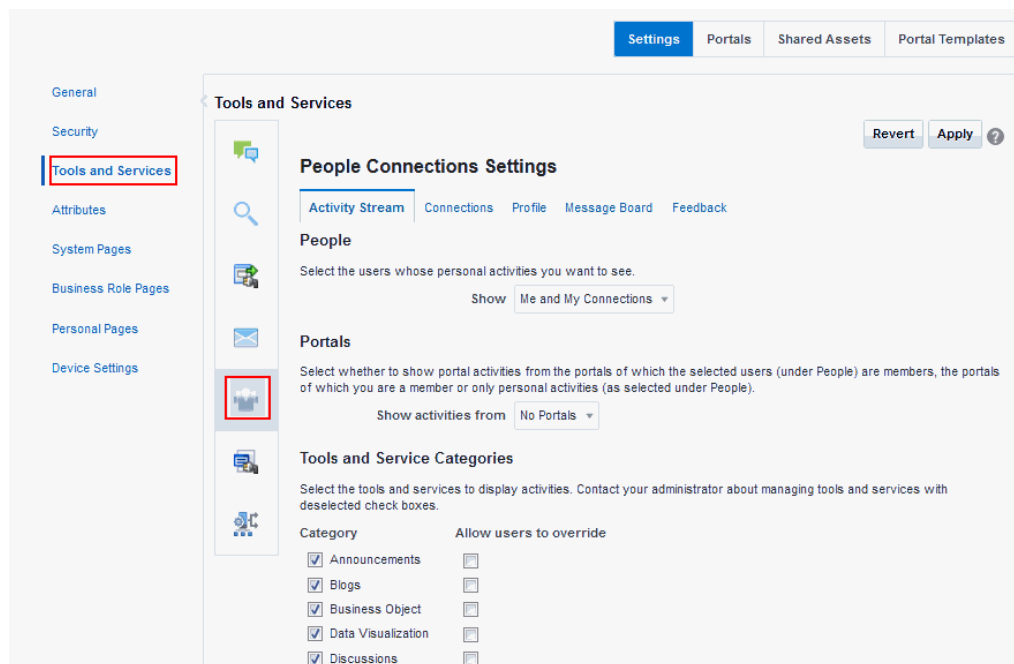 Settings Portals Shared Assets Portal Templates
General
Security
Tools and Services
Attributes
System Pages
Business Role Pages
Personal Pages
Device Settings
Tools and Services
Revert Apply ?
People Connections Settings
Activity Stream Connections Profile Message Board Feedback
People
Select the users whose personal activities you want to see.
Show Me and My Connections
Portals
Select whether to show portal activities from the portals of which the selected users (under People) are members, the portals
of which you are a member or only personal activities (as selected under People).
Show activities from No Portals
Tools and Service Categories
Select the tools and services to display activities. Contact your administrator about managing tools and services with
deselected check boxes.
Category Allow users to override
Announcements
Blogs
Business Object
Data Visualization
Discussions